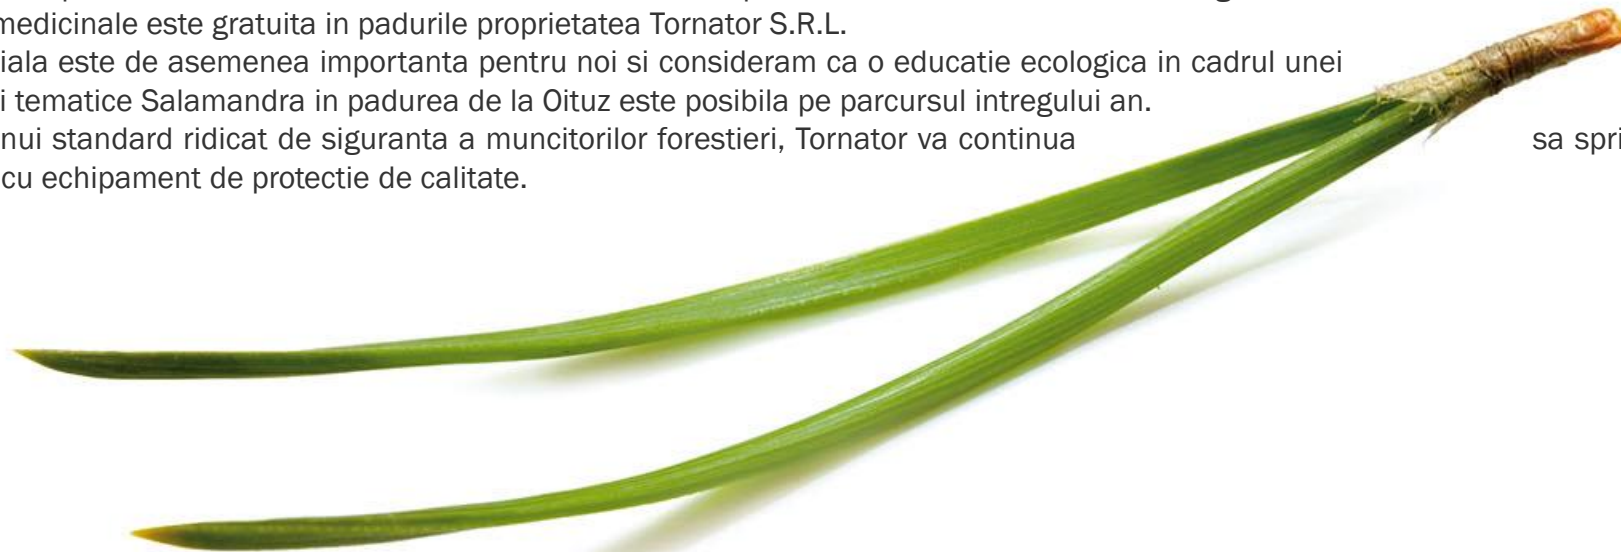 medicinale este gratuita in padurile proprietatea Tornator S.R.L.
iala este de asemenea importanta pentru noi si consideram ca o educatie ecologica in cadrul unei
i tematice Salamandra in padurea de la Oituz este posibila pe parcursul intregului an.
nui standard ridicat de siguranta a muncitorilor forestieri, Tornator va continua sa spri
cu echipament de protectie de calitate.